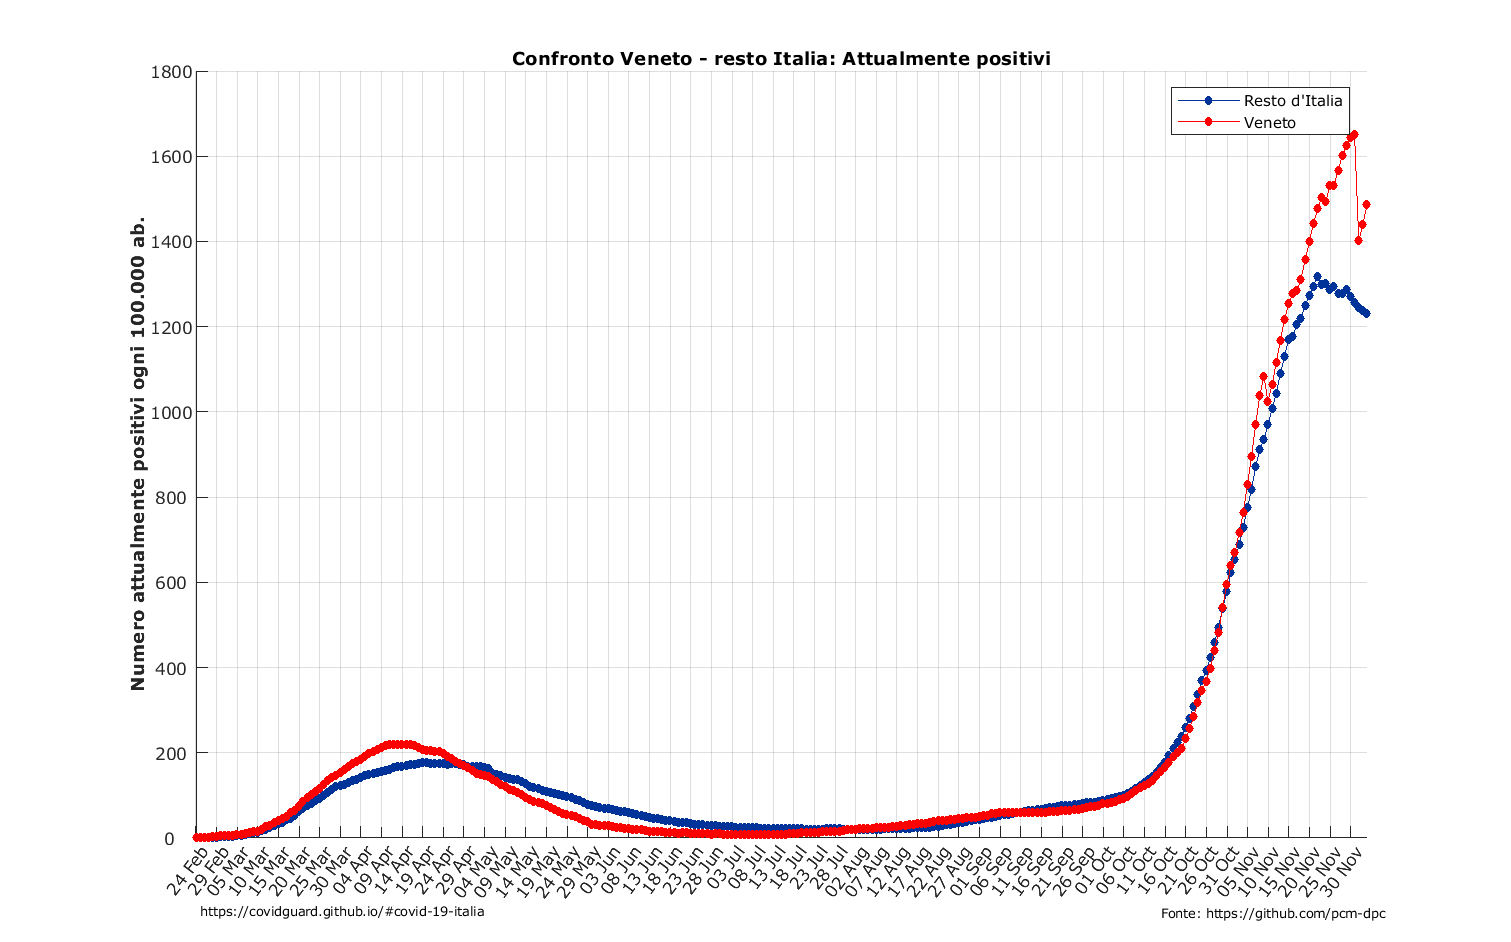 Confronto Veneto - resto Italia: Attualmente positivi
Resto d'Italia
Veneto
Numero attualmente positivi ogni 100.000 ab.
1800
1600
1400
1200
1000
800
600
400
200
0
24 Feb
29 Feb
05 Mar
10 Mar
15 Mar
20 Mar
25 Mar
30 Mar
04 Apr
09 Apr
14 Apr
19 Apr
24 Apr
29 Apr
04 May
09 May
14 May
19 May
24 May
29 May
03 Jun
08 Jun
13 Jun
18 Jun
23 Jun
28 Jun
03 Jul
08 Jul
13 Jul
18 Jul
23 Jul
28 Jul
02 Aug
07 Aug
12 Aug
17 Aug
22 Aug
27 Aug
01 Sep
06 Sep
11 Sep
16 Sep
21 Sep
26 Sep
01 Oct
06 Oct
11 Oct
16 Oct
21 Oct
26 Oct
31 Oct
05 Nov
10 Nov
15 Nov
20 Nov
25 Nov
30 Nov
https://covidguard.github.io/#covid-19-italia
Fonte: https://github.com/pcm-dpc